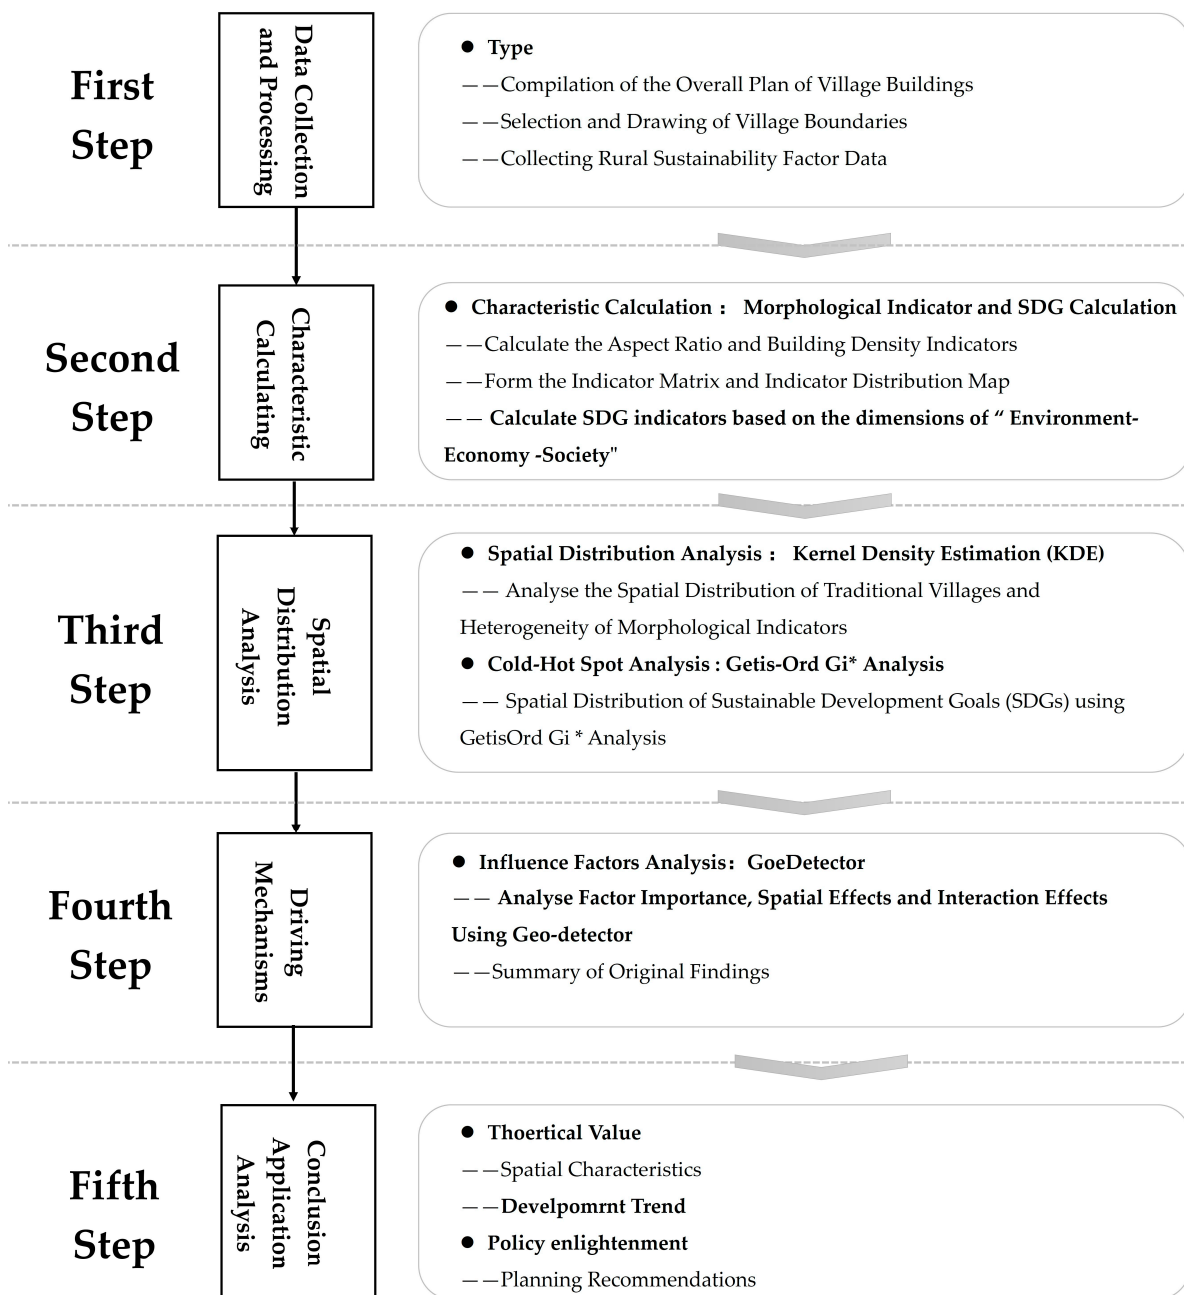 First
Step
Data Collection
and Processing
● Type
——Compilation of the Overall Plan of Village Buildings
——Selection and Drawing of Village Boundaries
——Collecting Rural Sustainability Factor Data
Second
Step
Characteristic
Calculating
● Characteristic Calculation： Morphological Indicator and SDG Calculation
——Calculate the Aspect Ratio and Building Density Indicators
——Form the Indicator Matrix and Indicator Distribution Map
—— Calculate SDG indicators based on the dimensions of “ Environment-
Economy -Society"
Third
Step
Spatial
Distribution
Analysis
● Spatial Distribution Analysis： Kernel Density Estimation (KDE)
—— Analyse the Spatial Distribution of Traditional Villages and
Heterogeneity of Morphological Indicators
● Cold-Hot Spot Analysis : Getis-Ord Gi* Analysis
—— Spatial Distribution of Sustainable Development Goals (SDGs) using
GetisOrd Gi * Analysis
Fourth
Step
Driving
Mechanisms
● Influence Factors Analysis：GoeDetector
—— Analyse Factor Importance, Spatial Effects and Interaction Effects
Using Geo-detector
——Summary of Original Findings
Fifth
Step
Conclusion
Application
Analysis
● Thoertical Value
——Spatial Characteristics
——Develpomrnt Trend
● Policy enlightenment
——Planning Recommendations